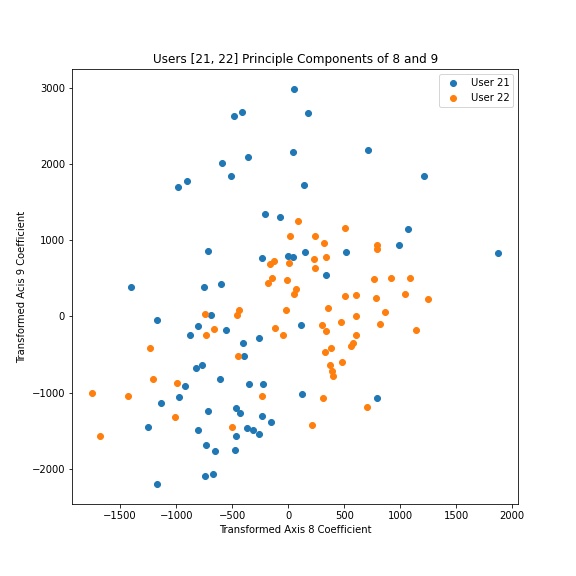 Users [21, 22] Principle Components of 8 and 9
User 21
User 22
Transformed Acis 9 Coefficient
3000
2000
1000
0
−1000
−2000
−1500
−1000
−500
0
500
1000
1500
2000
Transformed Axis 8 Coefficient